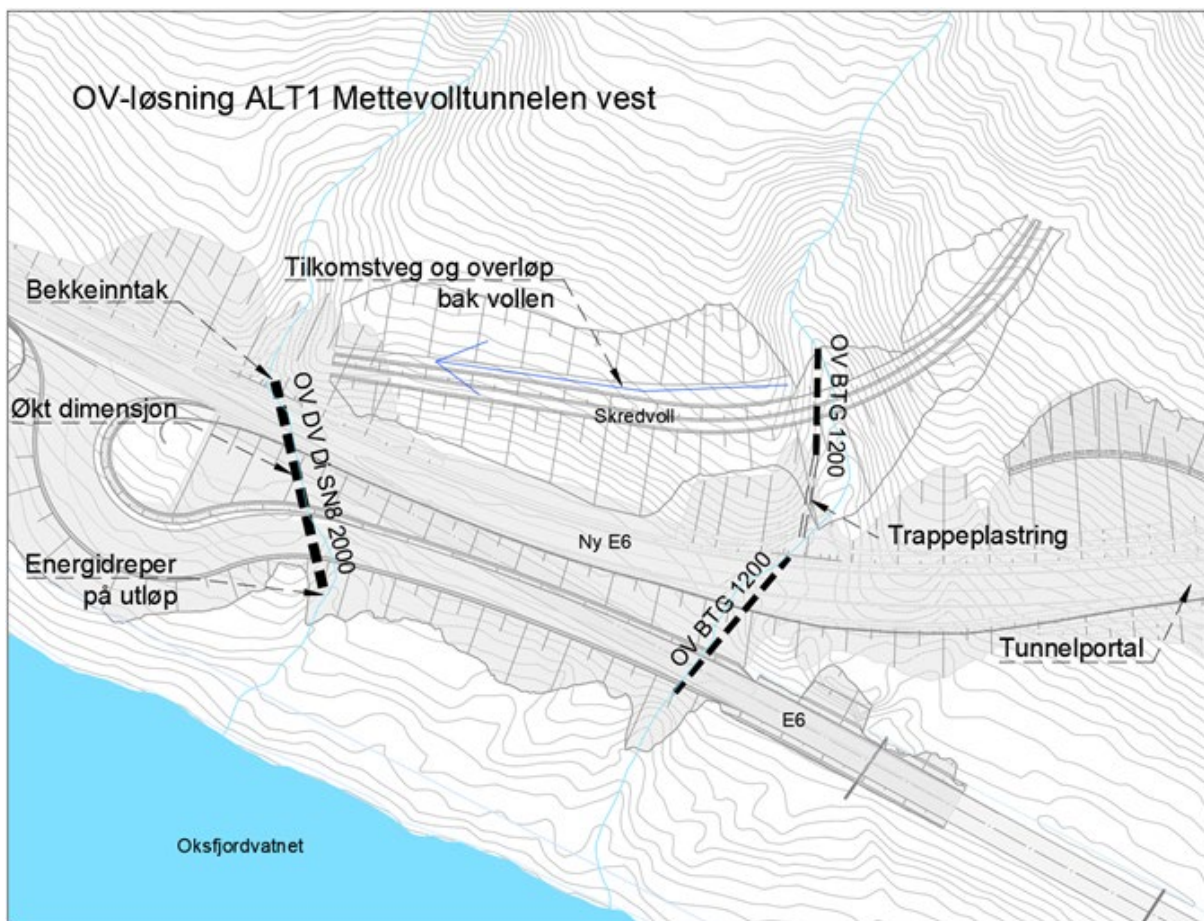 OV-løsning ALT1 Mettevolltunnelen vest
Tilkomstveg og overløp
bak vollen
Bekkeinntak
Økt dimensjon
OV DV Di SN8 2000
Skredvoll
OV BTG 1200
Ny E6
Trappeplastring
Energidreper
på utløp
OV BTG 1200
Tunnelportal
E6
Oksfjordvatnet